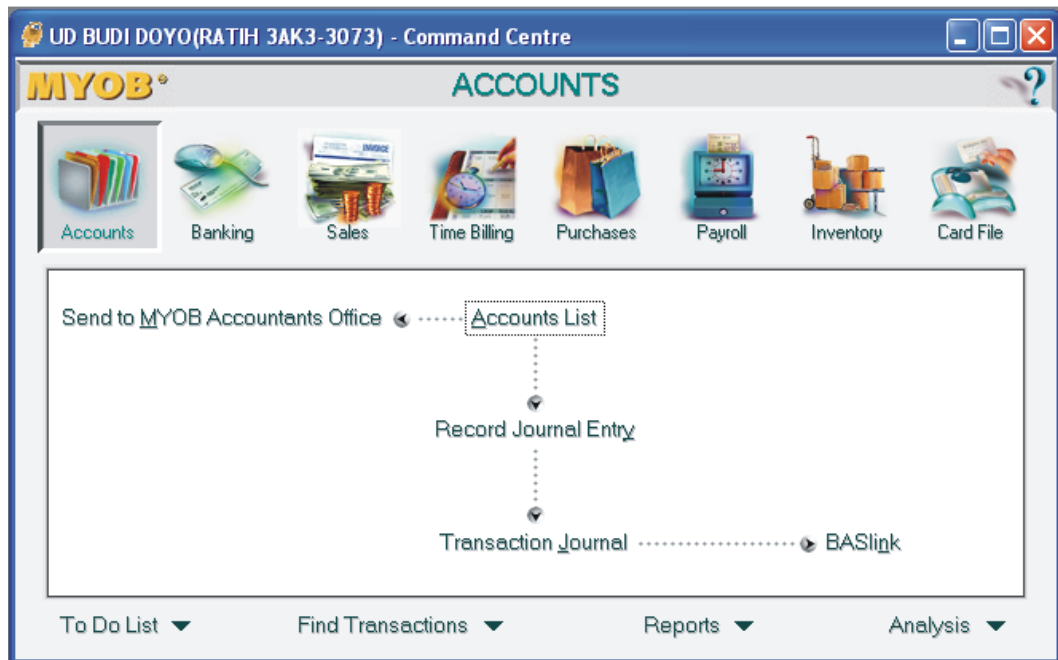 UD BUDI DOYO(RATIH 3AK3-3073) - Command Centre
MYOB ACCOUNTS
Accounts Banking Sales Time Billing Purchases Payroll Inventory Card File
Send to MYOB Accountants Office Accounts List
Record Journal Entry
Transaction Journal BASlink
To Do List Find Transactions Reports Analysis